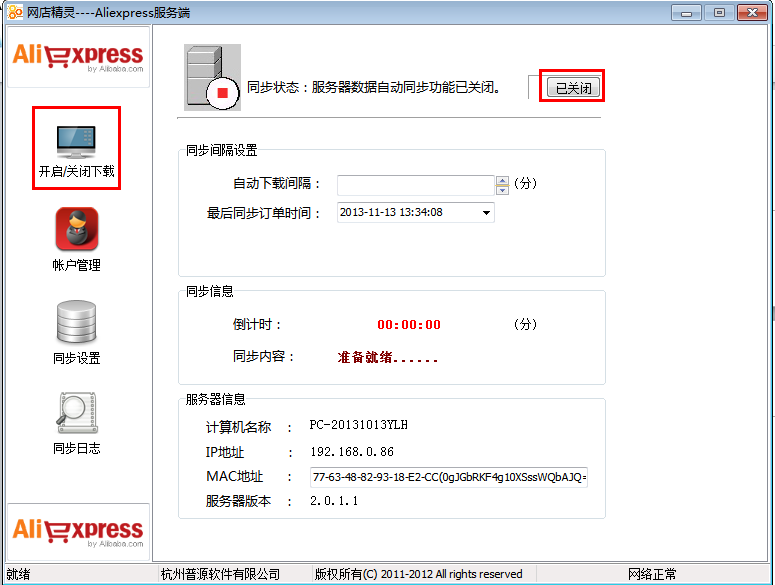 网店精灵----Aliexpress服务端
AliExpress
by Alibaba.com
开启/关闭下载
帐户管理
同步设置
同步日志
AliExpress
by Alibaba.com
同步状态：服务器数据自动同步功能已关闭。
已关闭
同步间隔设置
自动下载间隔： (分)
最后同步订单时间： 2013-11-13 13:34:08
同步信息
倒计时： 00:00:00 (分)
同步内容： 准备就绪......
服务器信息
计算机名称 ： PC-20131013YLH
IP地址 ： 192.168.0.86
MAC地址 ： 77-63-48-82-93-18-E2-CC(0gJGbRKF4g10XSssWQbAJQ=
服务器版本 ： 2.0.1.1
就绪 杭州普源软件有限公司 版权所有(C) 2011-2012 All rights reserved 网络正常